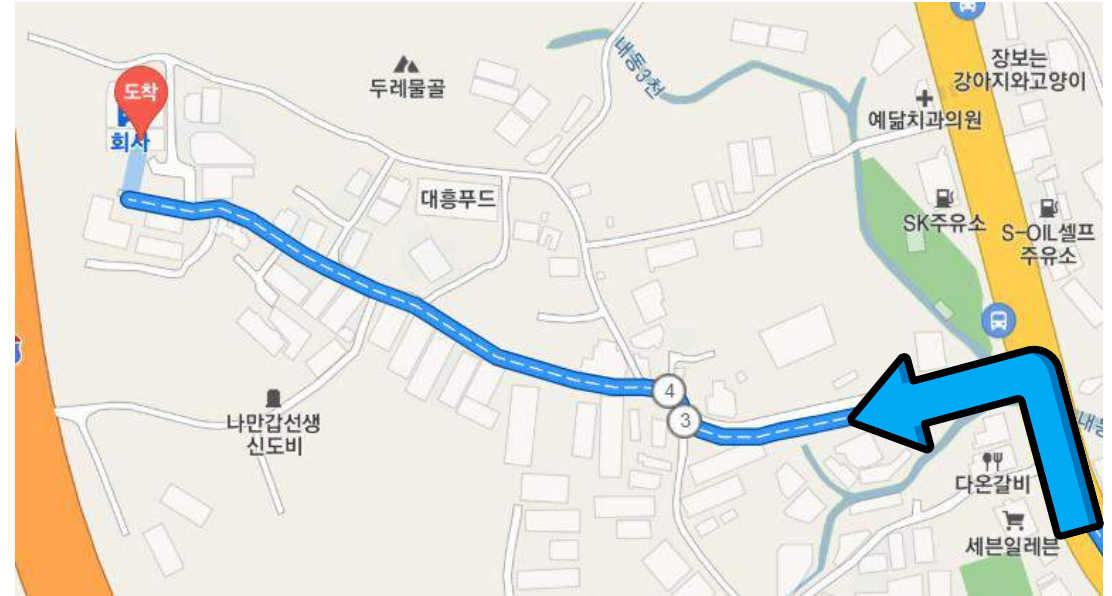 도착
회사
두레물골
내동3천
장보는
강아지와고양이
예닮치과의원
대흥푸드
SK주유소
S-OIL셀프
주유소
4
3
나만갑선생
신도비
다온갈비
세븐일레븐